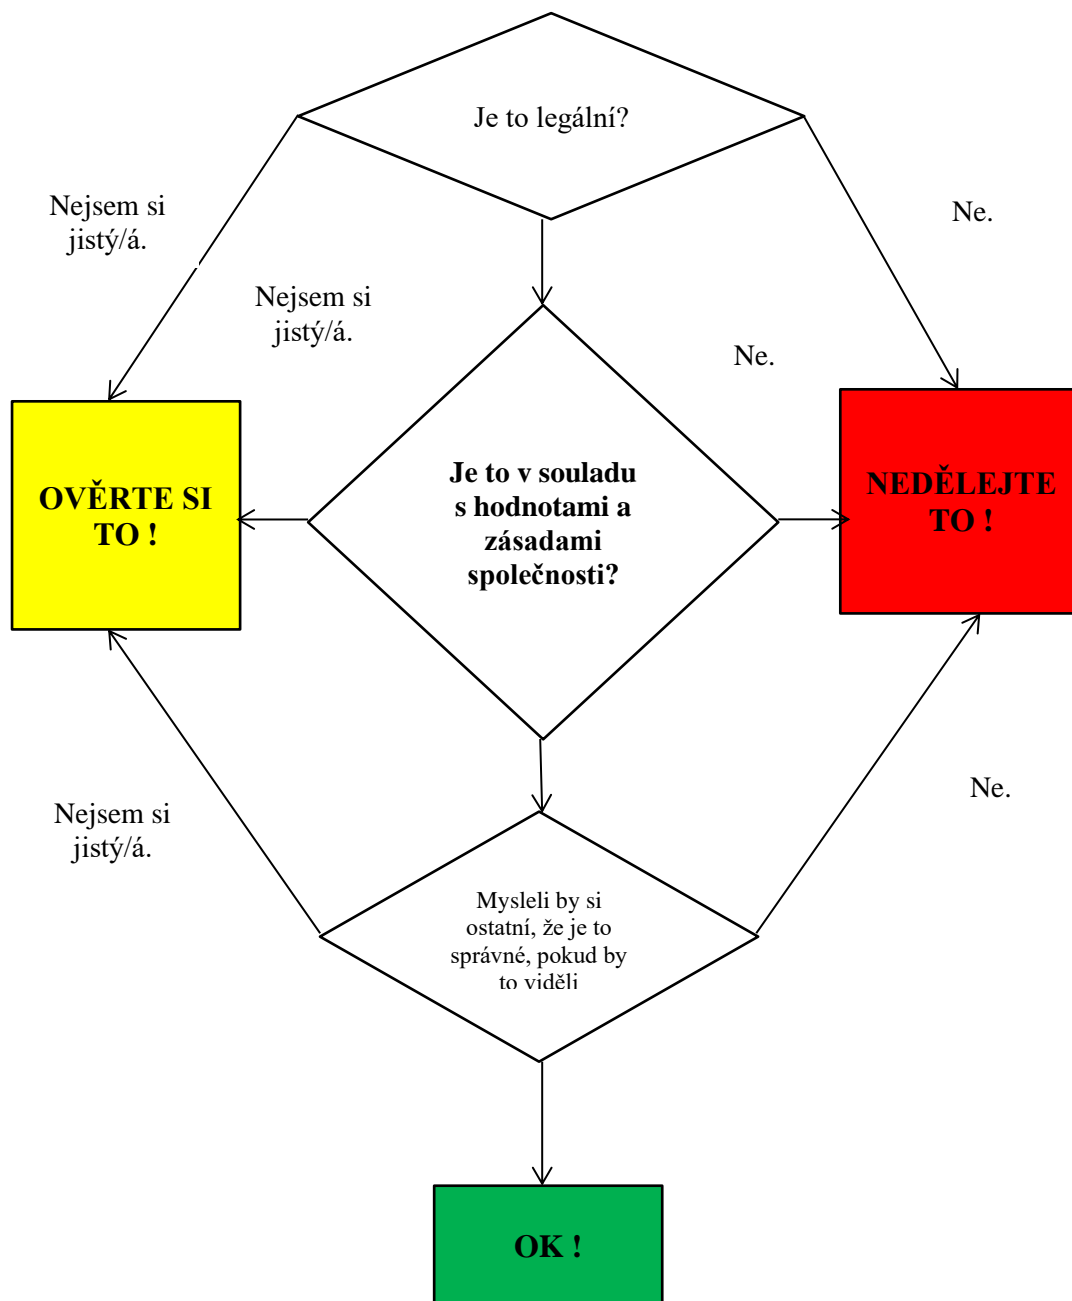 Je to legální?
Nejsem si
jistý/á.
Ne.
Nejsem si
jistý/á.
Ne.
OVĚRTE SI
TO !
Je to v souladu
s hodnotami a
zásadami
společnosti?
NEDĚLEJTE
TO !
Nejsem si
jistý/á.
Ne.
Mysleli by si
ostatní, že je to
správné, pokud by
to viděli
OK !